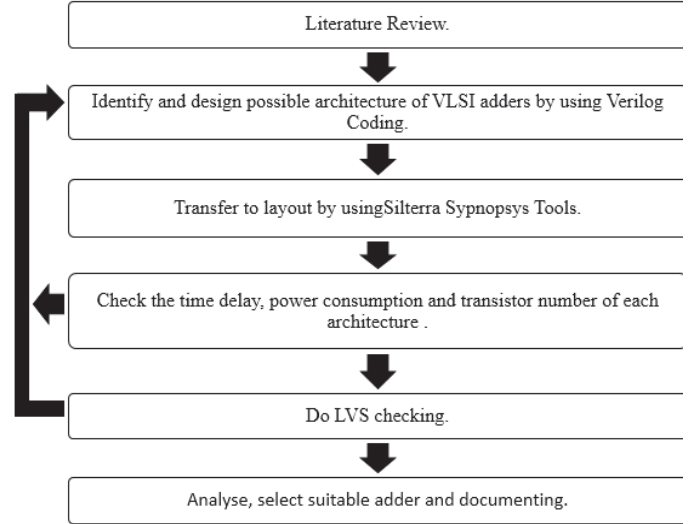 Literature Review.
Identify and design possible architecture of VLSI adders by using Verilog
Coding.
Transfer to layout by usingSilterra Sypnopsys Tools.
Check the time delay, power consumption and transistor number of each
architecture .
Do LVS checking.
Analyse, select suitable adder and documenting.